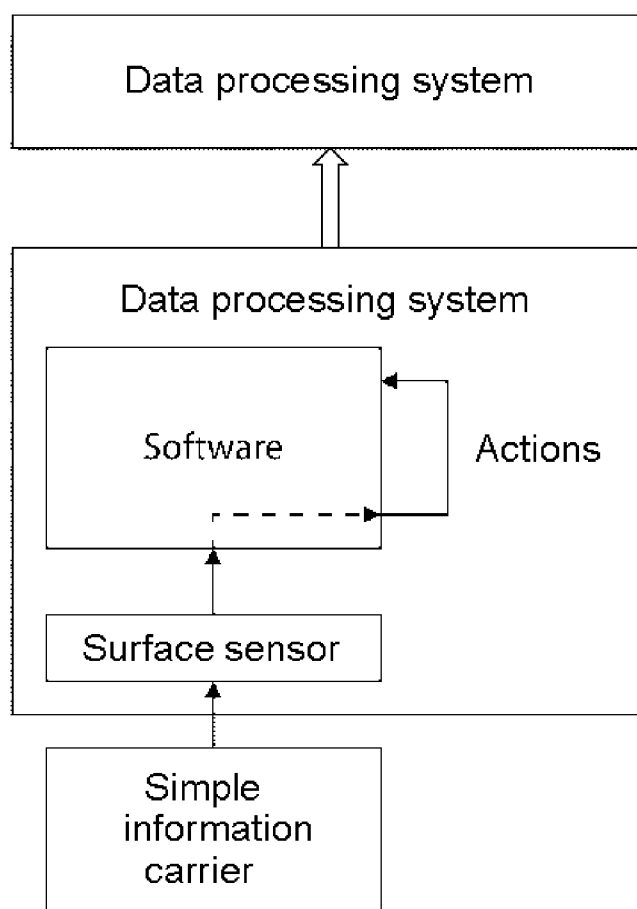 Data processing system
Data processing system
Software
Actions
Surface sensor
Simple
information
carrier